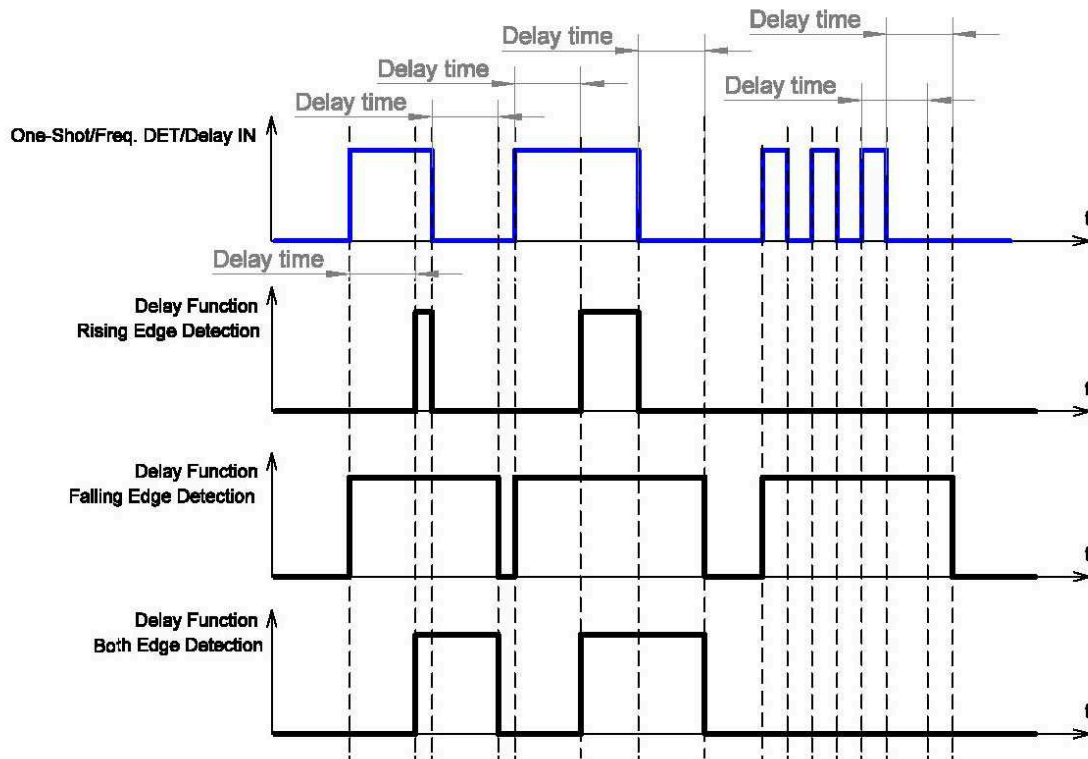 Delay time
Delay time
Delay time
Delay time
Delay time
One-Shot/Freq. DET/Delay IN
t
Delay time
Delay Function
Rising Edge Detection
t
Delay Function
Falling Edge Detection
t
Delay Function
Both Edge Detection
t